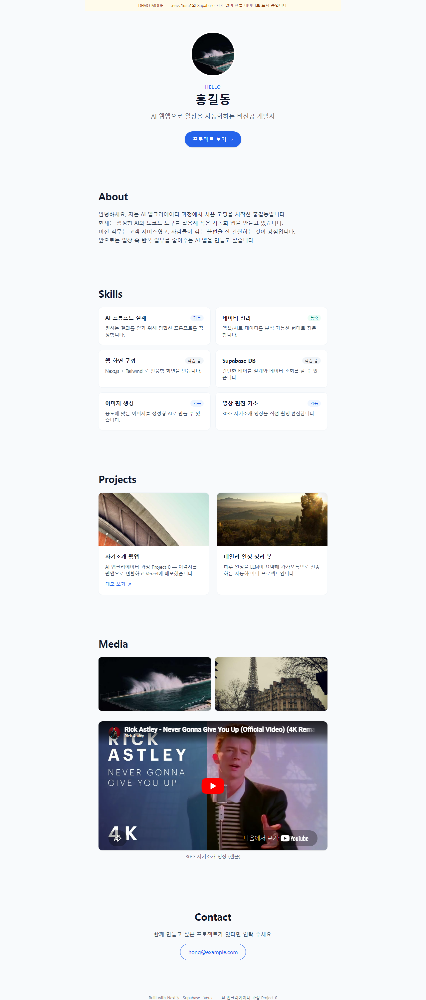 DEMO MODE — .env.local의 Supabase 키가 없어 샘플 데이터로 표시 중입니다.
HELLO
홍길동
AI 웹앱으로 일상을 자동화하는 비전공 개발자
프로젝트 보기 →
About
안녕하세요, 저는 AI 앱크리에이터 과정에서 처음 코딩을 시작한 홍길동입니다.
현재는 생성형 AI와 노코드 도구를 활용해 작은 자동화 앱을 만들고 있습니다.
이전 직무는 고객 서비스였고, 사람들이 겪는 불편을 잘 관찰하는 것이 강점입니다.
앞으로는 일상 속 반복 업무를 줄여주는 AI 앱을 만들고 싶습니다.
Skills
AI 프롬프트 설계
가능
원하는 결과를 얻기 위해 명확한 프롬프트를 작
성합니다.
데이터 정리
능숙
엑셀/시트 데이터를 분석 가능한 형태로 정돈
합니다.
웹 화면 구성
학습 중
Next.js + Tailwind 로 반응형 화면을 만듭니다.
Supabase DB
학습 중
간단한 테이블 설계와 데이터 조회를 할 수 있
습니다.
이미지 생성
가능
용도에 맞는 이미지를 생성형 AI로 만들 수 있
습니다.
영상 편집 기초
가능
30초 자기소개 영상을 직접 촬영·편집합니다.
Projects
자기소개 웹앱
AI 앱크리에이터 과정 Project 0 — 이력서를
웹앱으로 변환하고 Vercel에 배포했습니다.
데모 보기 ↗
데일리 일정 정리 봇
하루 일정을 LLM이 요약해 카카오톡으로 전송
하는 자동화 미니 프로젝트입니다.
Media
Rick Astley - Never Gonna Give You Up (Official Video) (4K Rema
Rick Astley
RICK
ASTLEY
NEVER GONNA
GIVE YOU UP
4K
다음에서 보기: YouTube
30초 자기소개 영상 (샘플)
Contact
함께 만들고 싶은 프로젝트가 있다면 연락 주세요.
hong@example.com
Built with Next.js · Supabase · Vercel — AI 앱크리에이터 과정 Project 0